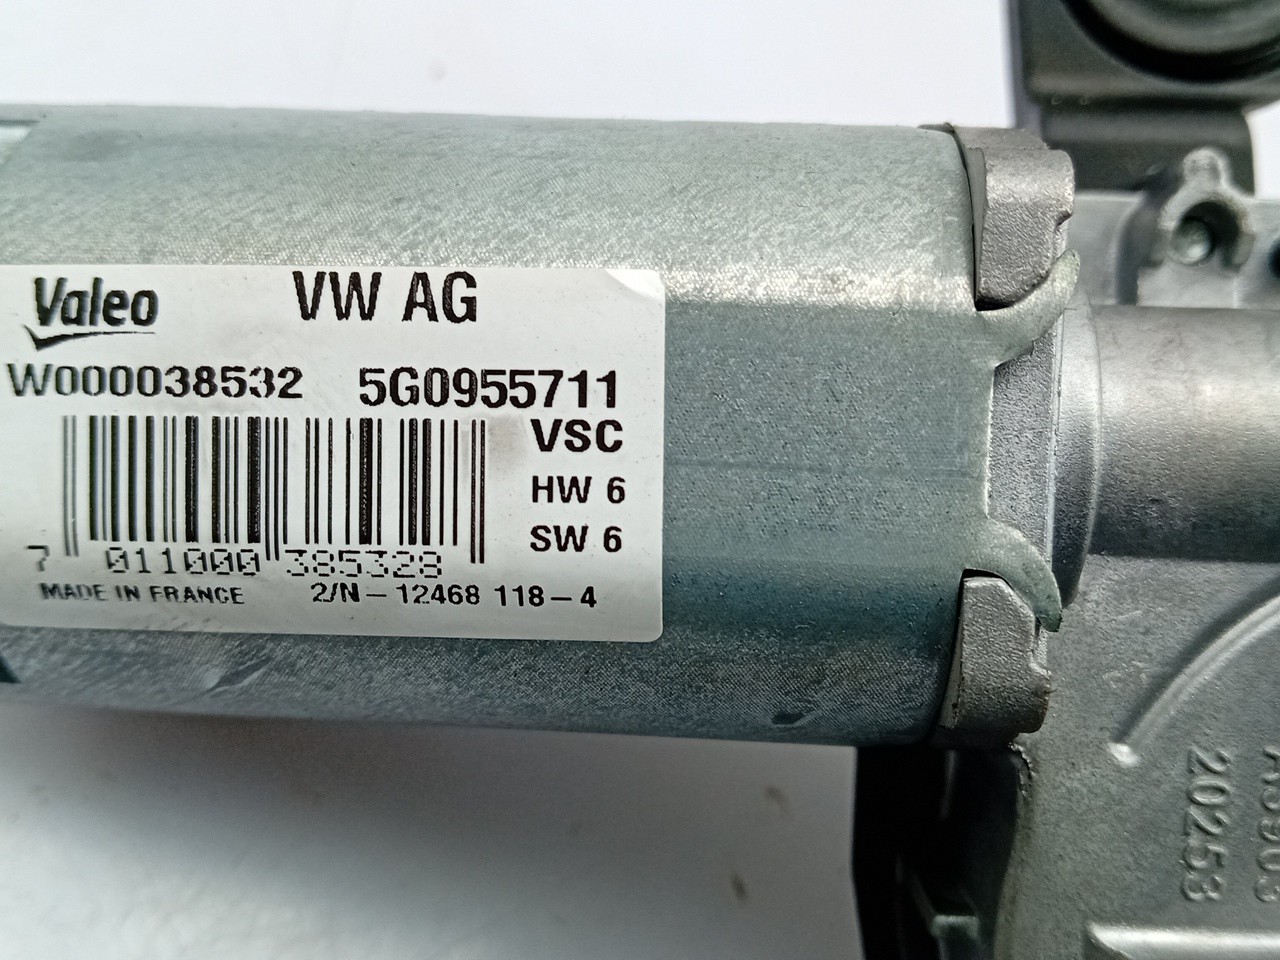 Valeo VW AG
W000038532 5G0955711
VSC
HW 6
SW 6
7 011000 385328
MADE IN FRANCE 2/N-12468 118-4
20253